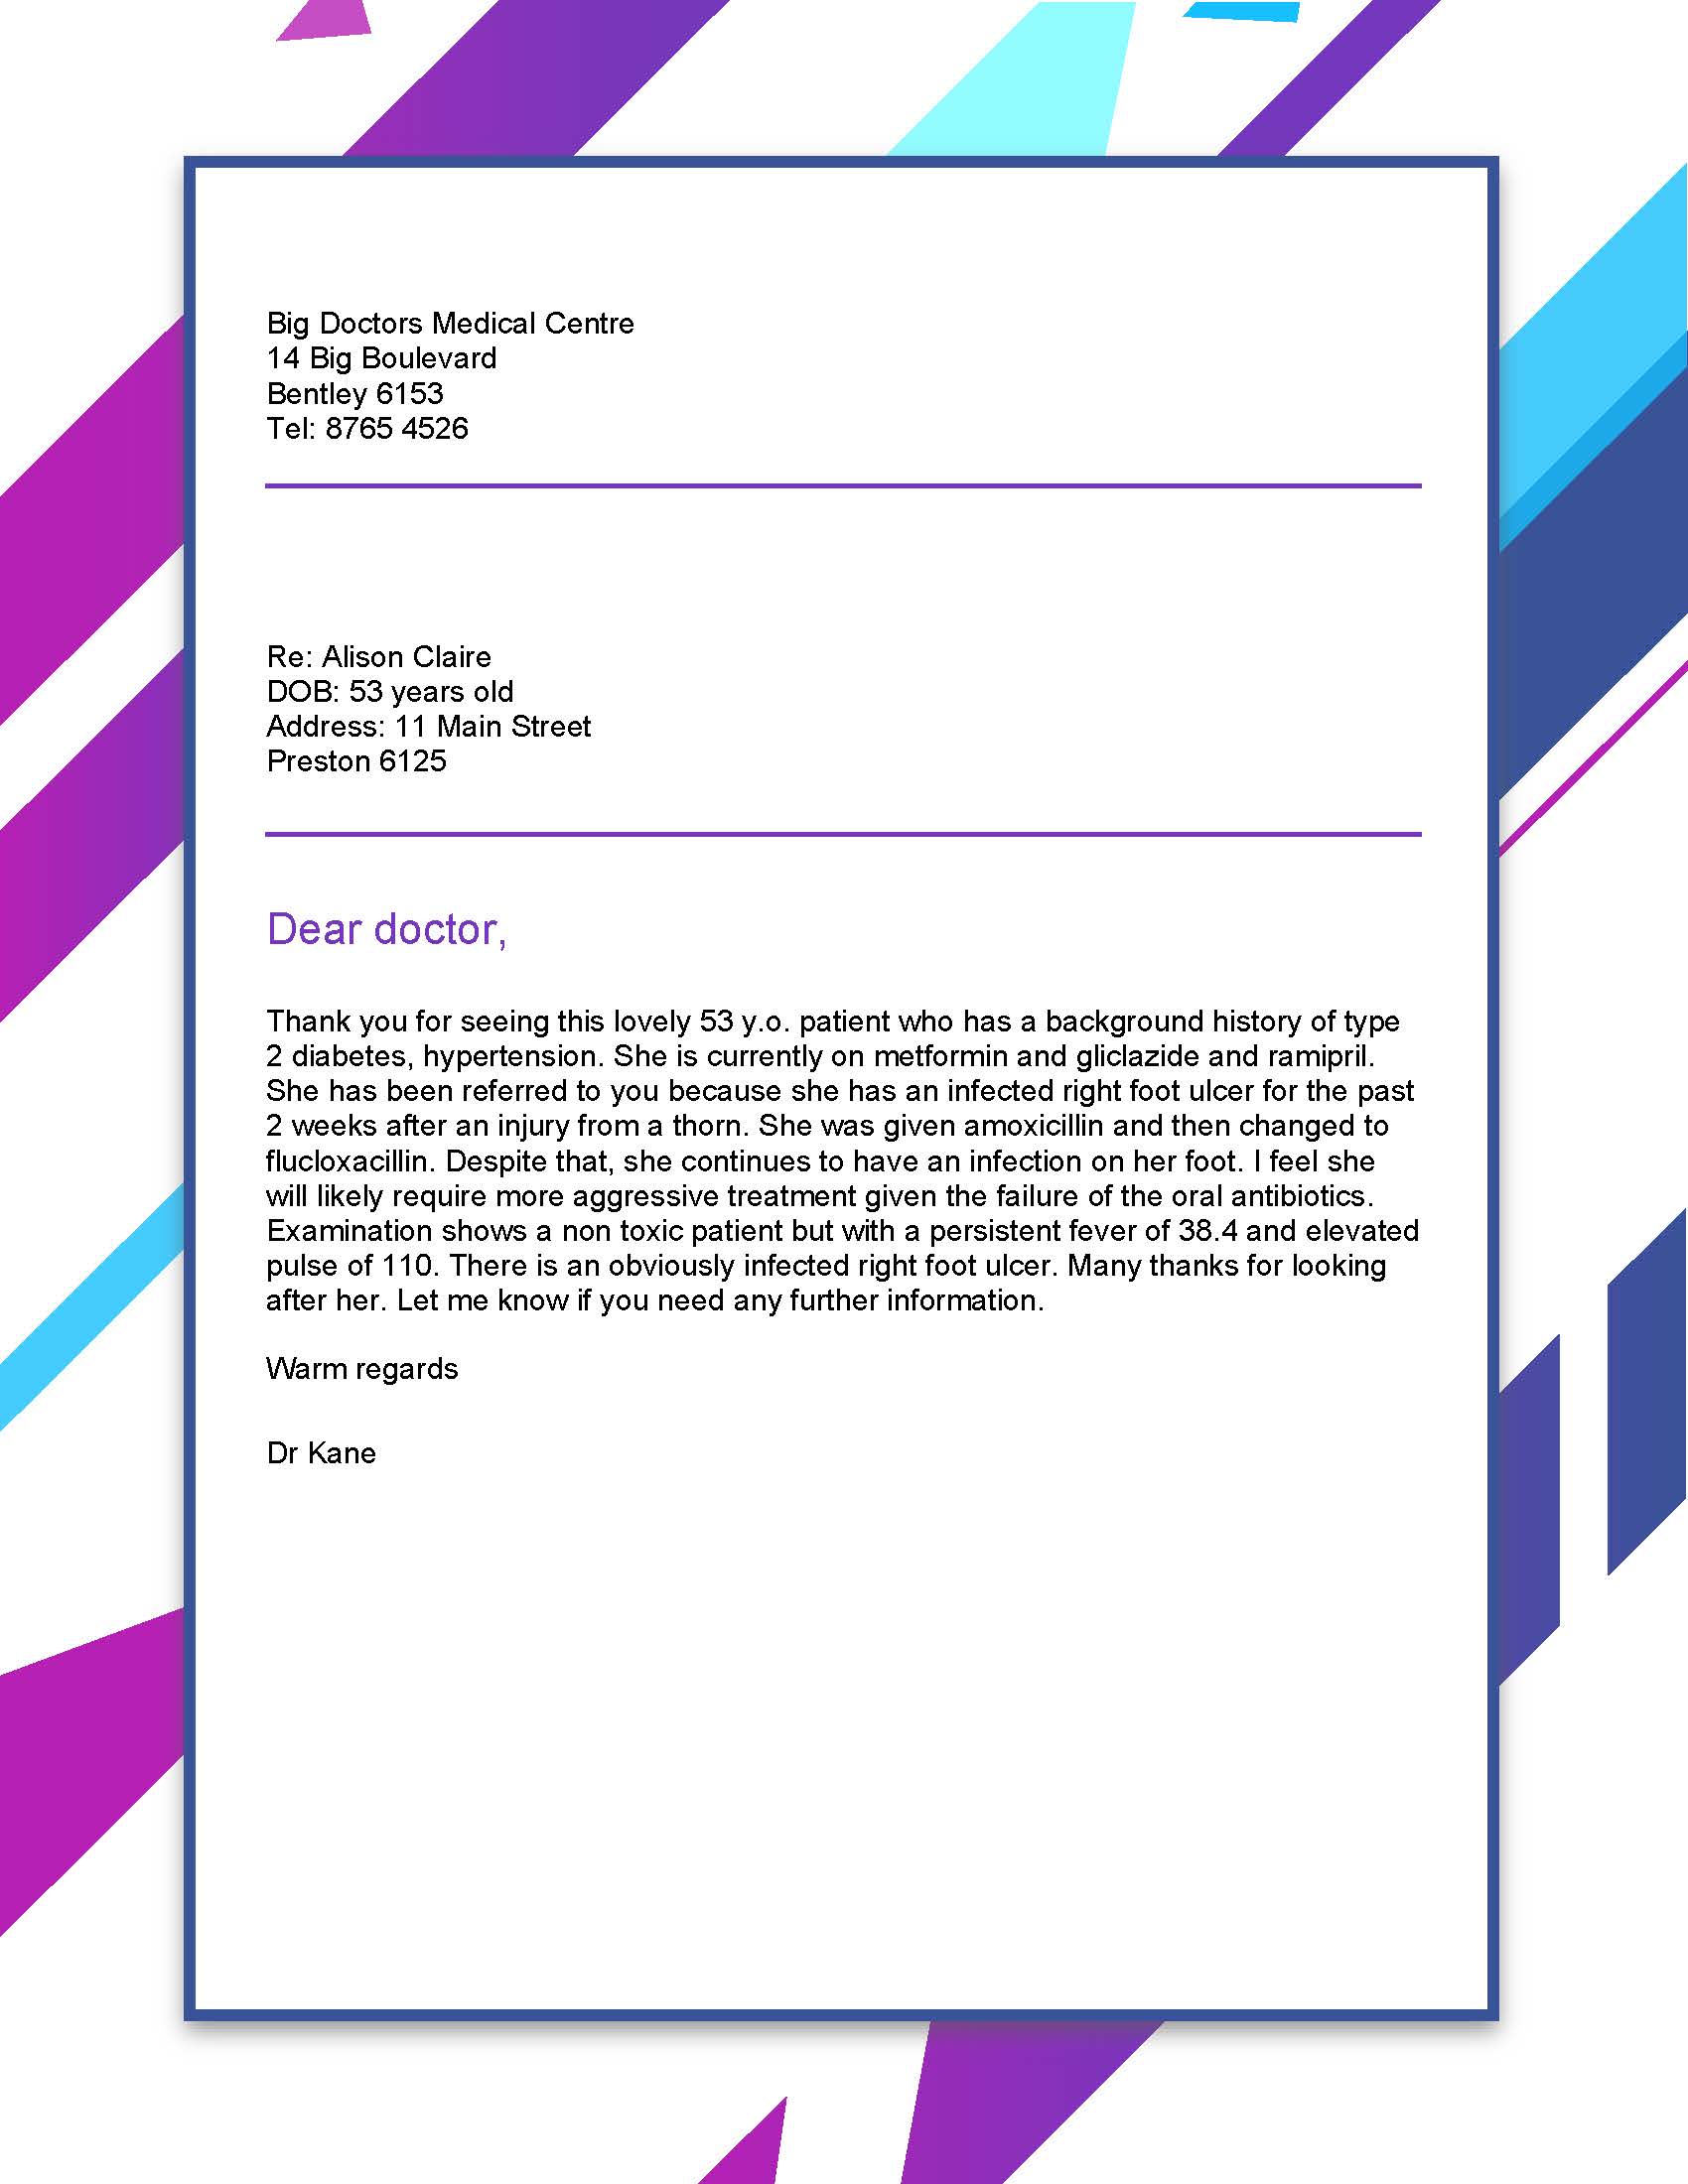 Big Doctors Medical Centre
14 Big Boulevard
Bentley 6153
Tel: 8765 4526
Re: Alison Claire
DOB: 53 years old
Address: 11 Main Street
Preston 6125
Dear doctor,
Thank you for seeing this lovely 53 y.o. patient who has a background history of type
2 diabetes, hypertension. She is currently on metformin and gliclazide and ramipril.
She has been referred to you because she has an infected right foot ulcer for the past
2 weeks after an injury from a thorn. She was given amoxicillin and then changed to
flucloxacillin. Despite that, she continues to have an infection on her foot. I feel she
will likely require more aggressive treatment given the failure of the oral antibiotics.
Examination shows a non toxic patient but with a persistent fever of 38.4 and elevated
pulse of 110. There is an obviously infected right foot ulcer. Many thanks for looking
after her. Let me know if you need any further information.
Warm regards
Dr Kane